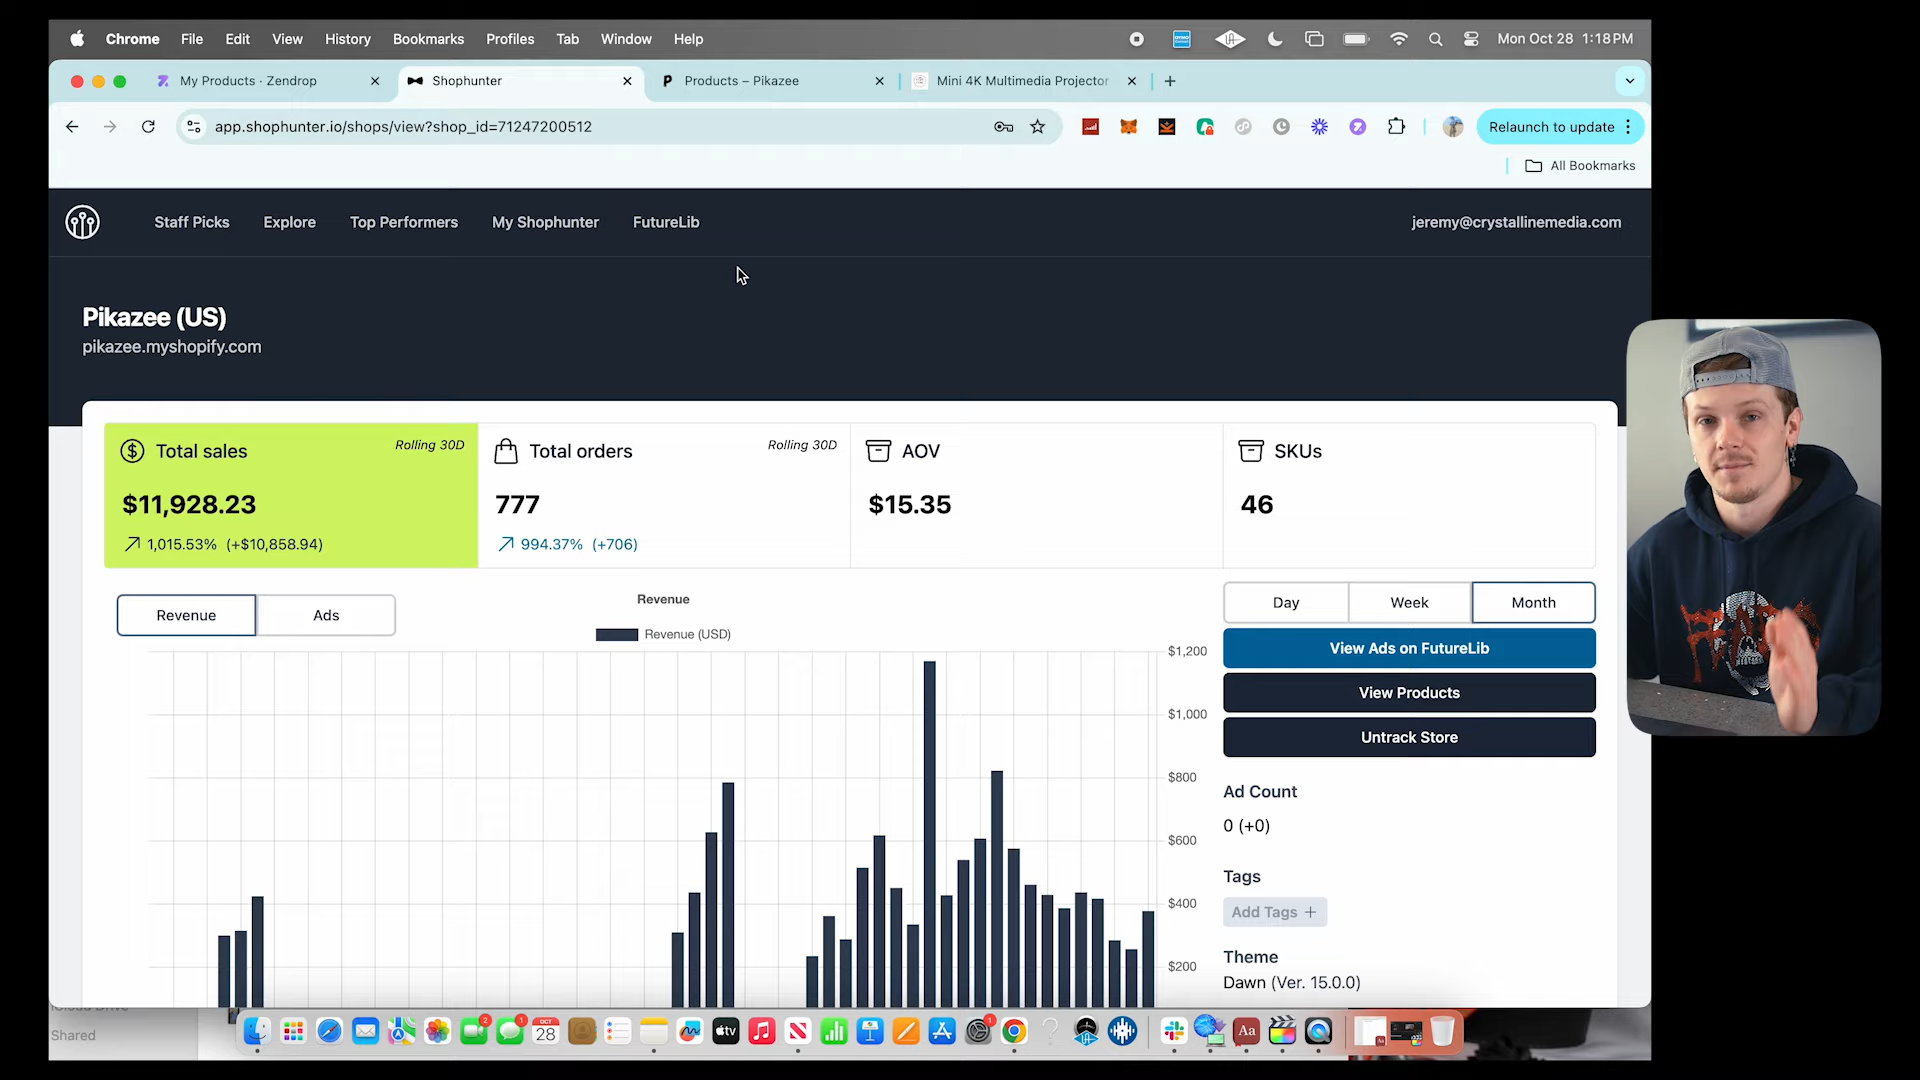 Chrome File Edit View History Bookmarks Profiles Tab Window Help
Mon Oct 28 1:18 PM
My Products · Zendrop
Shophunter
Products – Pikazee
Mini 4K Multimedia Projector
app.shophunter.io/shops/view?shop_id=71247200512
Relaunch to update
All Bookmarks
Staff Picks
Explore
Top Performers
My Shophunter
FutureLib
jeremy@crystallinemedia.com
Pikazee (US)
pikazee.myshopify.com
Total sales
Rolling 30D
$11,928.23
1,015.53% (+$10,858.94)
Total orders
Rolling 30D
777
994.37% (+706)
AOV
$15.35
SKUs
46
Revenue
Ads
Revenue
Revenue (USD)
$1,200
$1,000
$800
$600
$400
$200
Day
Week
Month
View Ads on FutureLib
View Products
Untrack Store
Ad Count
0 (+0)
Tags
Add Tags +
Theme
Dawn (Ver. 15.0.0)
Shared
2
1
OCT
28
tv
1
Aa